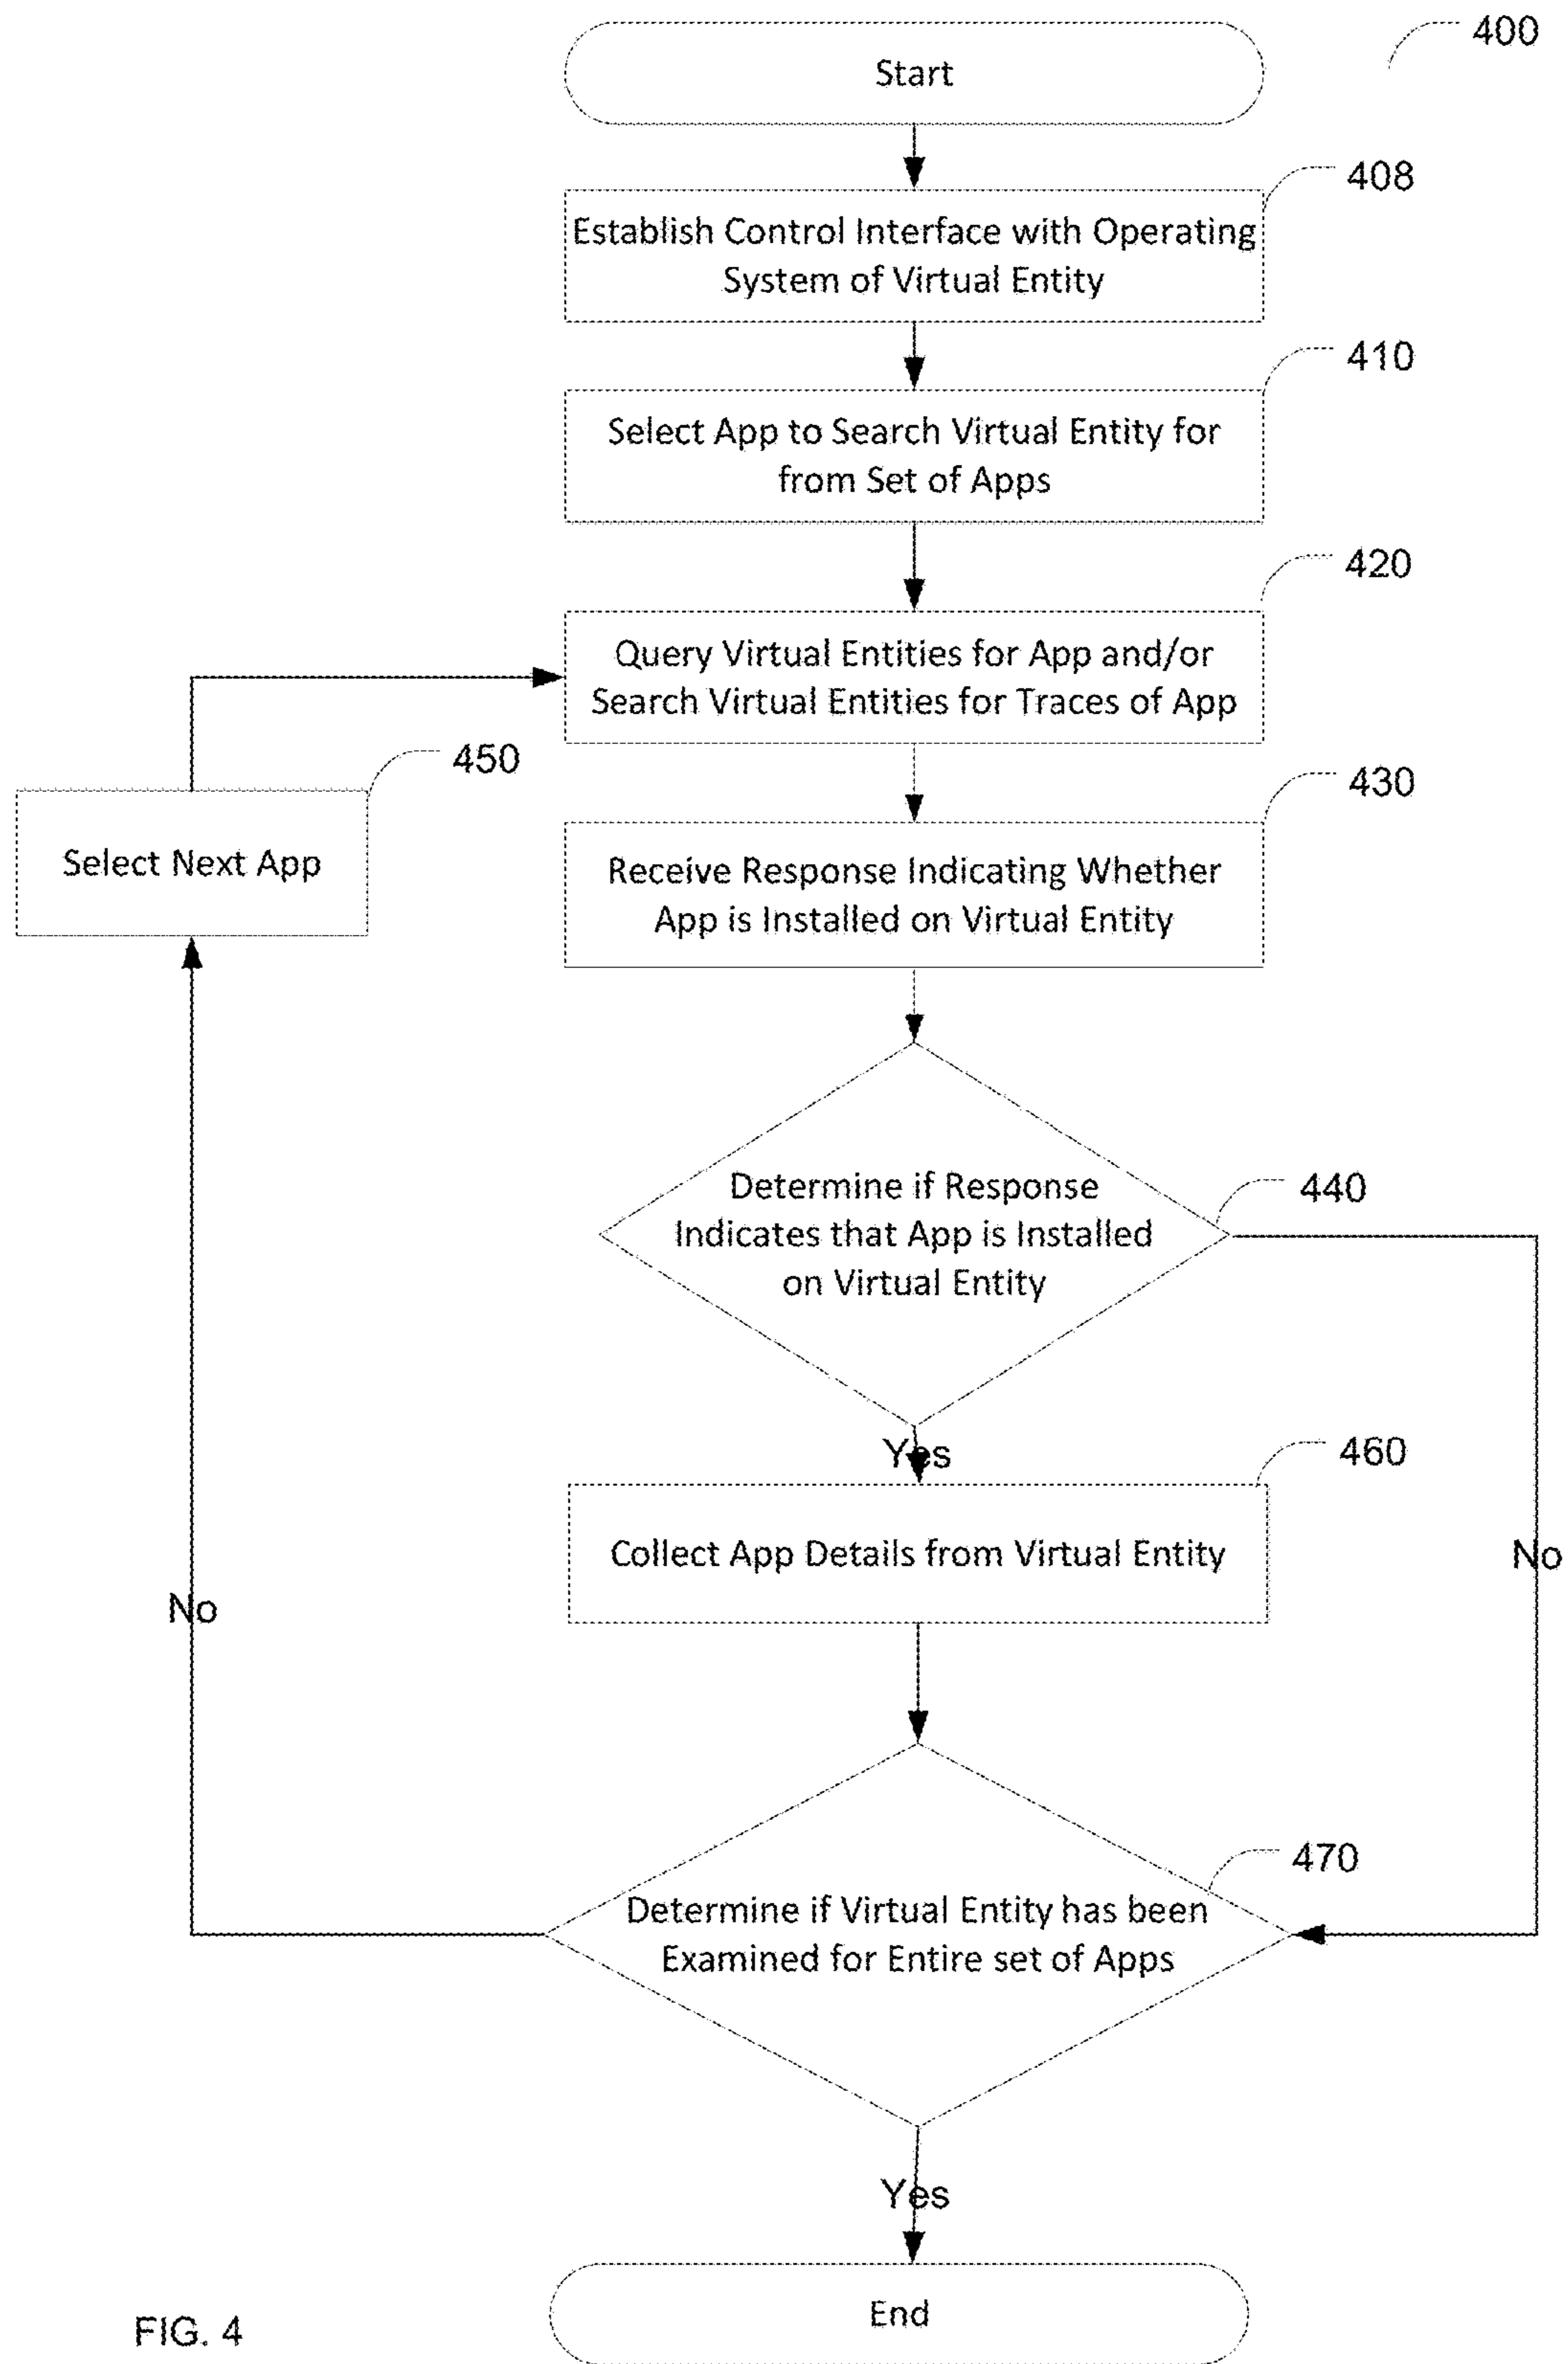 400
Start
408
Establish Control Interface with Operating
System of Virtual Entity
410
Select App to Search Virtual Entity for
from Set of Apps
420
Query Virtual Entities for App and/or
Search Virtual Entities for Traces of App
450
Select Next App
430
Receive Response Indicating Whether
App is Installed on Virtual Entity
440
Determine if Response
Indicates that App is Installed
on Virtual Entity
Yes
460
Collect App Details from Virtual Entity
No
No
470
Determine if Virtual Entity has been
Examined for Entire set of Apps
Yes
End
FIG. 4